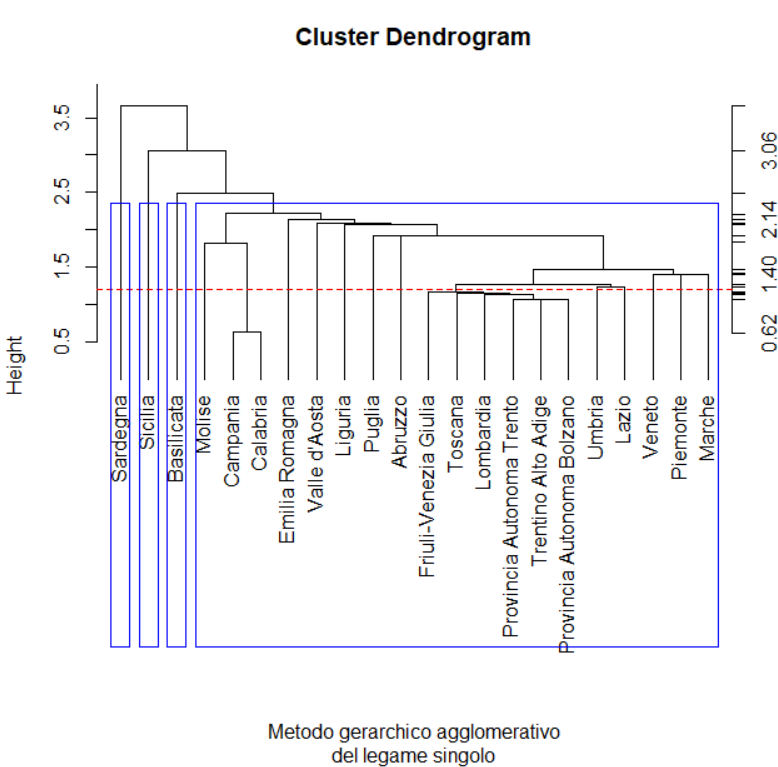 Cluster Dendrogram
Height
0.5
1.5
2.5
3.5
0.62
1.40
2.14
3.06
Sardegna
Sicilia
Basilicata
Molise
Campania
Calabria
Emilia Romagna
Valle d'Aosta
Liguria
Puglia
Abruzzo
Friuli-Venezia Giulia
Toscana
Lombardia
Provincia Autonoma Trento
Trentino Alto Adige
Provincia Autonoma Bolzano
Umbria
Lazio
Veneto
Piemonte
Marche
Metodo gerarchico agglomerativo
del legame singolo